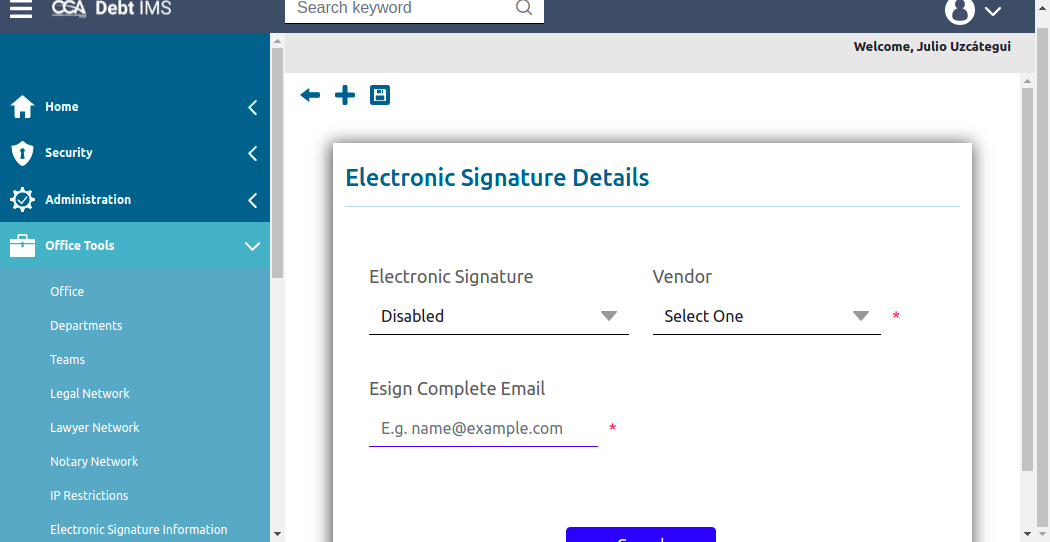 CGA Debt IMS
Search keyword
Welcome, Julio Uzcátegui
Home
Security
Administration
Office Tools
Office
Departments
Teams
Legal Network
Lawyer Network
Notary Network
IP Restrictions
Electronic Signature Information
Electronic Signature Details
Electronic Signature
Vendor
Disabled
Select One *
Esign Complete Email
E.g. name@example.com *